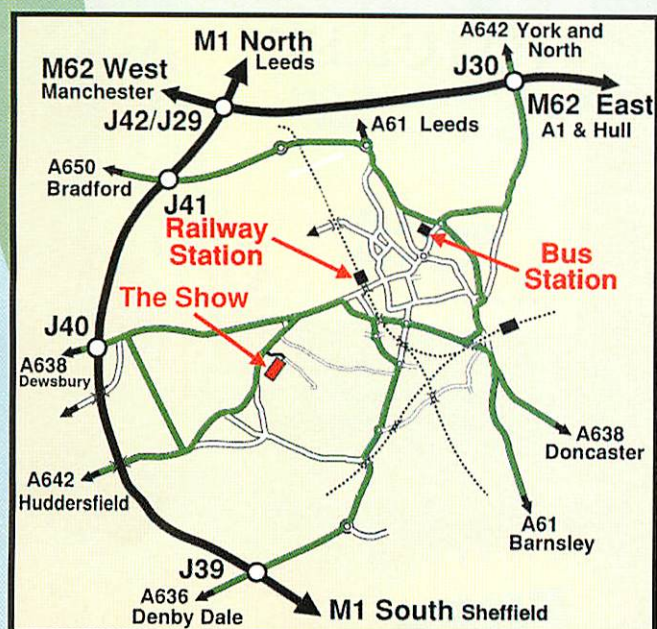 M1 North
Leeds
A642 York and
North
M62 West
Manchester
J30
J42/J29
M62 East
A1 & Hull
A61 Leeds
A650
Bradford
J41
Railway
Station
Bus
Station
The Show
J40
A638
Dewsbury
A638
Doncaster
A642
Huddersfield
A61
Barnsley
J39
A636
Denby Dale
M1 South Sheffield